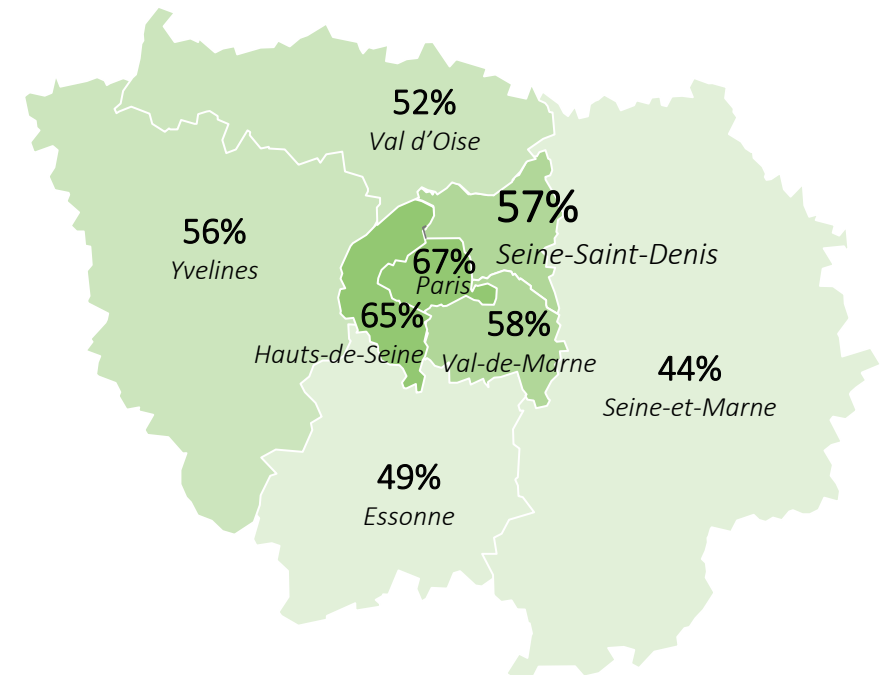 52%
Val d’Oise
57%
Seine-Saint-Denis
56%
Yvelines
67%
Paris
65%
Hauts-de-Seine
58%
Val-de-Marne
44%
Seine-et-Marne
49%
Essonne